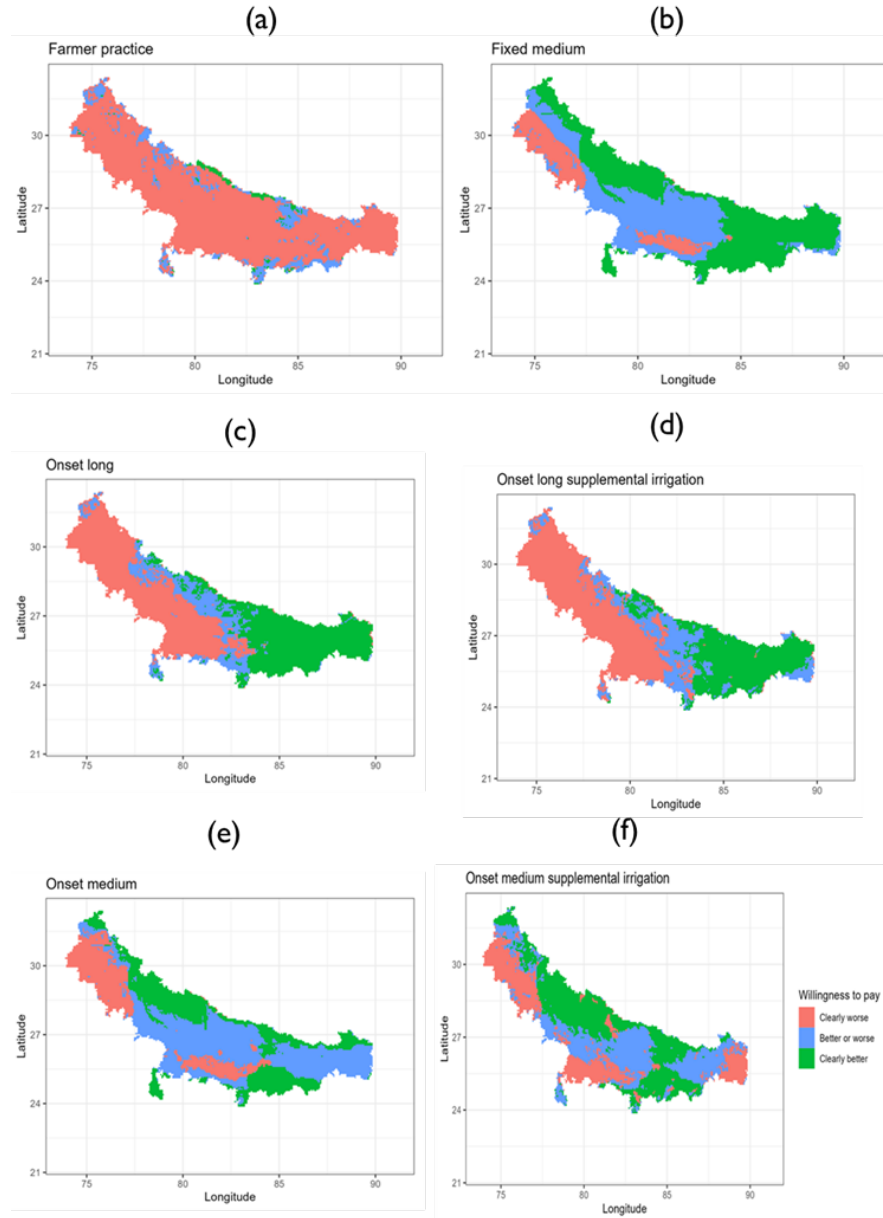 (a)
(b)
Farmer practice
Fixed medium
30
27
24
21
Latitude
75 80 85 90
Longitude
30
27
24
21
Latitude
75 80 85 90
Longitude
(c)
(d)
Onset long
Onset long supplemental irrigation
30
27
24
21
Latitude
75 80 85 90
Longitude
30
27
24
21
Latitude
75 80 85 90
Longitude
(e)
(f)
Onset medium
Onset medium supplemental irrigation
30
27
24
21
Latitude
75 80 85 90
Longitude
30
27
24
21
Latitude
75 80 85 90
Longitude
Willingness to pay
Clearly worse
Better or worse
Clearly better